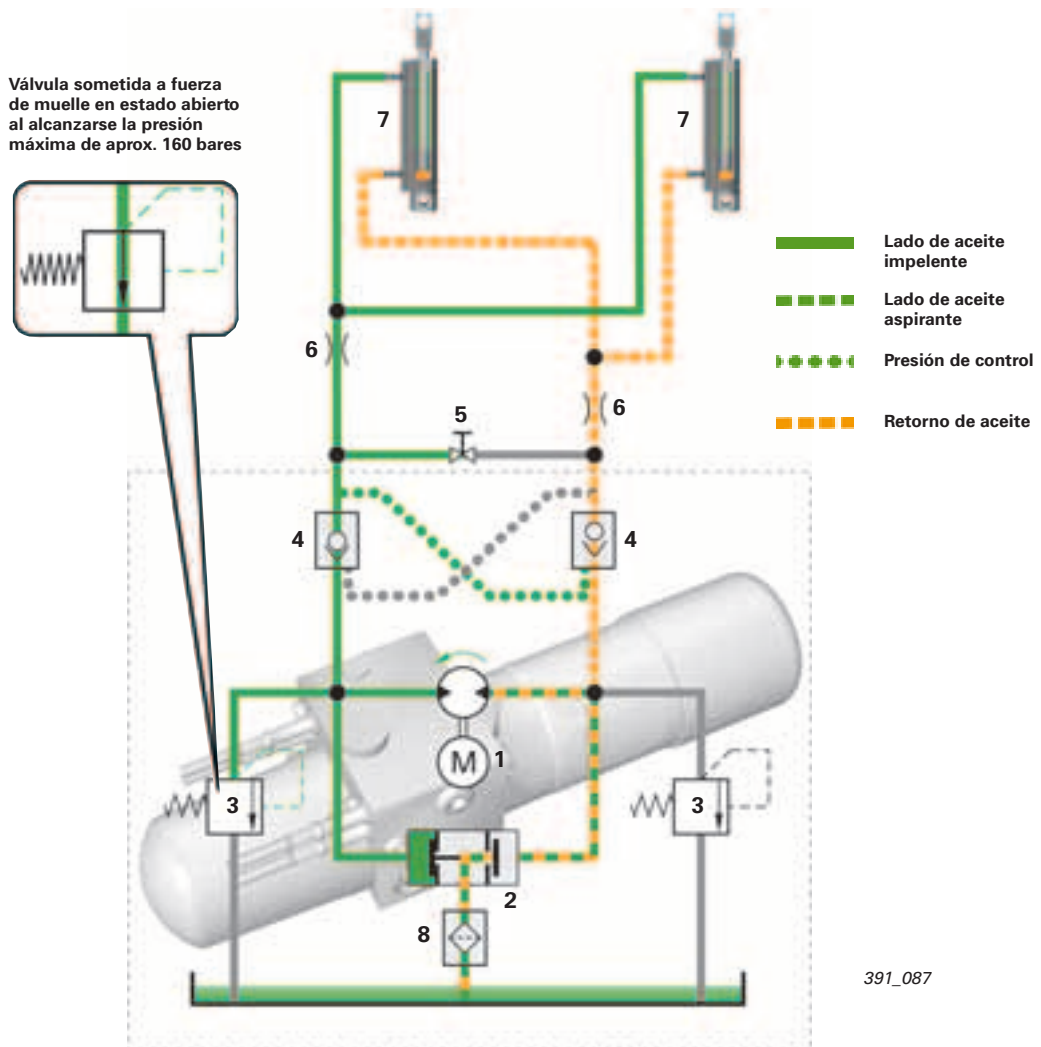 Válvula sometida a fuerza
de muelle en estado abierto
al alcanzarse la presión
máxima de aprox. 160 bares
7
7
Lado de aceite
impelente
Lado de aceite
aspirante
Presión de control
Retorno de aceite
6
6
5
4
4
1
M
3
3
2
8
391_087